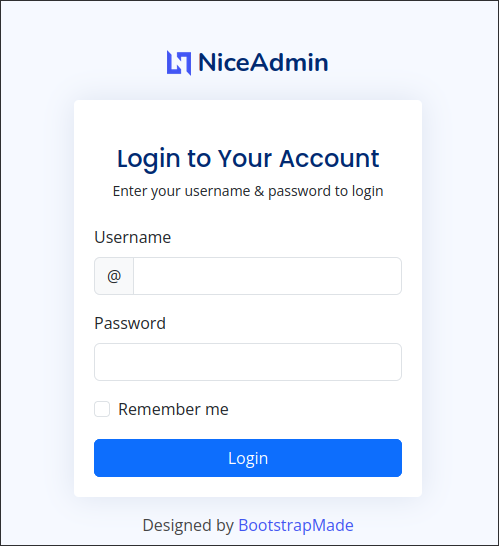 NiceAdmin
Login to Your Account
Enter your username & password to login
Username
@
Password
Remember me
Login
Designed by BootstrapMade